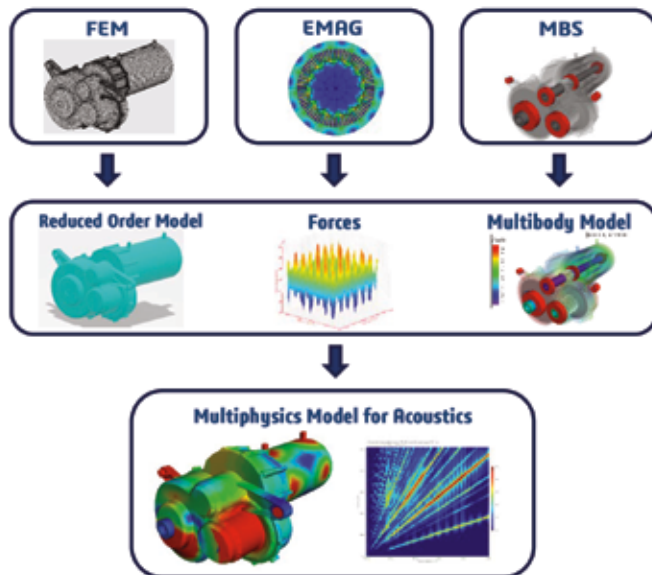 FEM
EMAG
MBS
Reduced Order Model
Forces
Multibody Model
Multiphysics Model for Acoustics